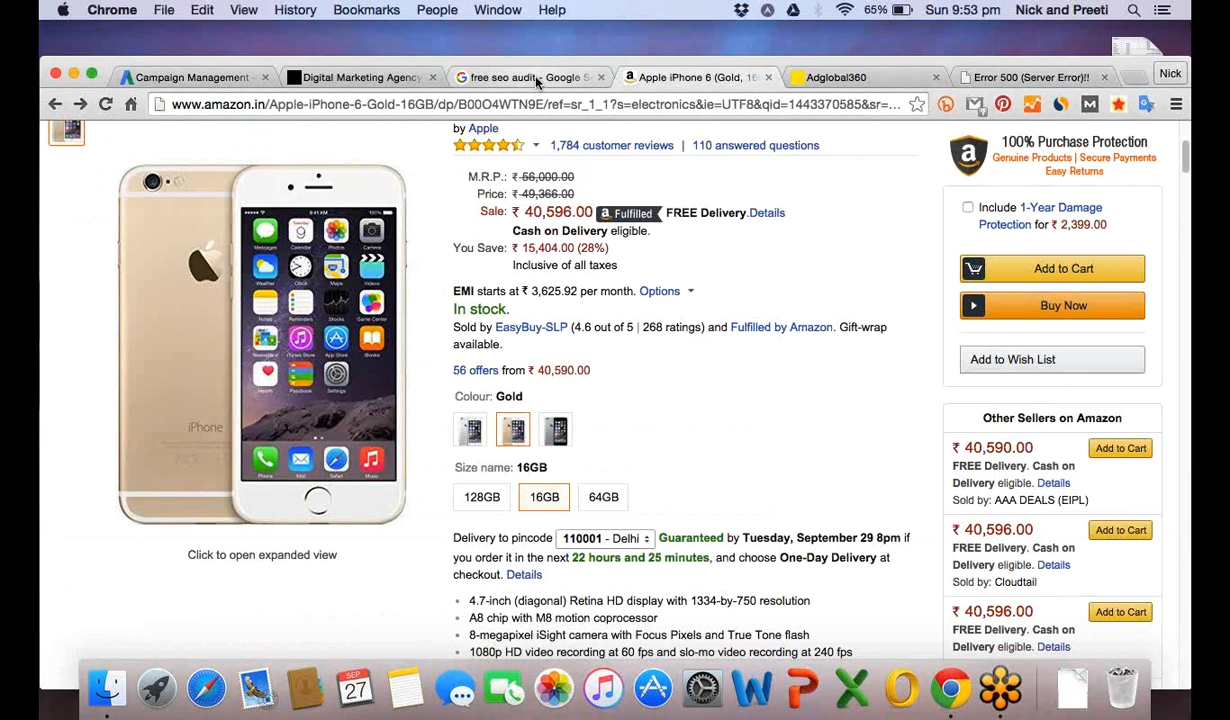 Chrome File Edit View History Bookmarks People Window Help 65% Sun 9:53 pm Nick and Preeti
Campaign Management - Digital Marketing Agency free seo audit - Google S Apple iPhone 6 (Gold, 16 Adglobal360 Error 500 (Server Error)!! Nick
www.amazon.in/Apple-iPhone-6-Gold-16GB/dp/B00O4WTN9E/ref=sr_1_1?s=electronics&ie=UTF8&qid=1443370585&sr=...
by Apple
1,784 customer reviews | 110 answered questions
M.R.P.: ₹ 56,000.00
Price: ₹ 49,366.00
Sale: ₹ 40,596.00 a Fulfilled FREE Delivery. Details
Cash on Delivery eligible.
You Save: ₹ 15,404.00 (28%)
Inclusive of all taxes
EMI starts at ₹ 3,625.92 per month. Options
In stock.
Sold by EasyBuy-SLP (4.6 out of 5 | 268 ratings) and Fulfilled by Amazon. Gift-wrap
available.
56 offers from ₹ 40,590.00
Colour: Gold
Size name: 16GB
128GB 16GB 64GB
Delivery to pincode 110001 - Delhi Guaranteed by Tuesday, September 29 8pm if
you order it in the next 22 hours and 25 minutes, and choose One-Day Delivery at
checkout. Details
• 4.7-inch (diagonal) Retina HD display with 1334-by-750 resolution
• A8 chip with M8 motion coprocessor
• 8-megapixel iSight camera with Focus Pixels and True Tone flash
• 1080p HD video recording at 60 fps and slo-mo video recording at 240 fps
iPhone
Click to open expanded view
100% Purchase Protection
Genuine Products | Secure Payments
Easy Returns
Include 1-Year Damage
Protection for ₹ 2,399.00
Add to Cart
Buy Now
Add to Wish List
Other Sellers on Amazon
₹ 40,590.00 Add to Cart
FREE Delivery. Cash on
Delivery eligible. Details
Sold by: AAA DEALS (EIPL)
₹ 40,596.00 Add to Cart
FREE Delivery. Cash on
Delivery eligible. Details
Sold by: Cloudtail
₹ 40,596.00 Add to Cart
FREE Delivery. Cash on
Delivery eligible. Details
SEP
27